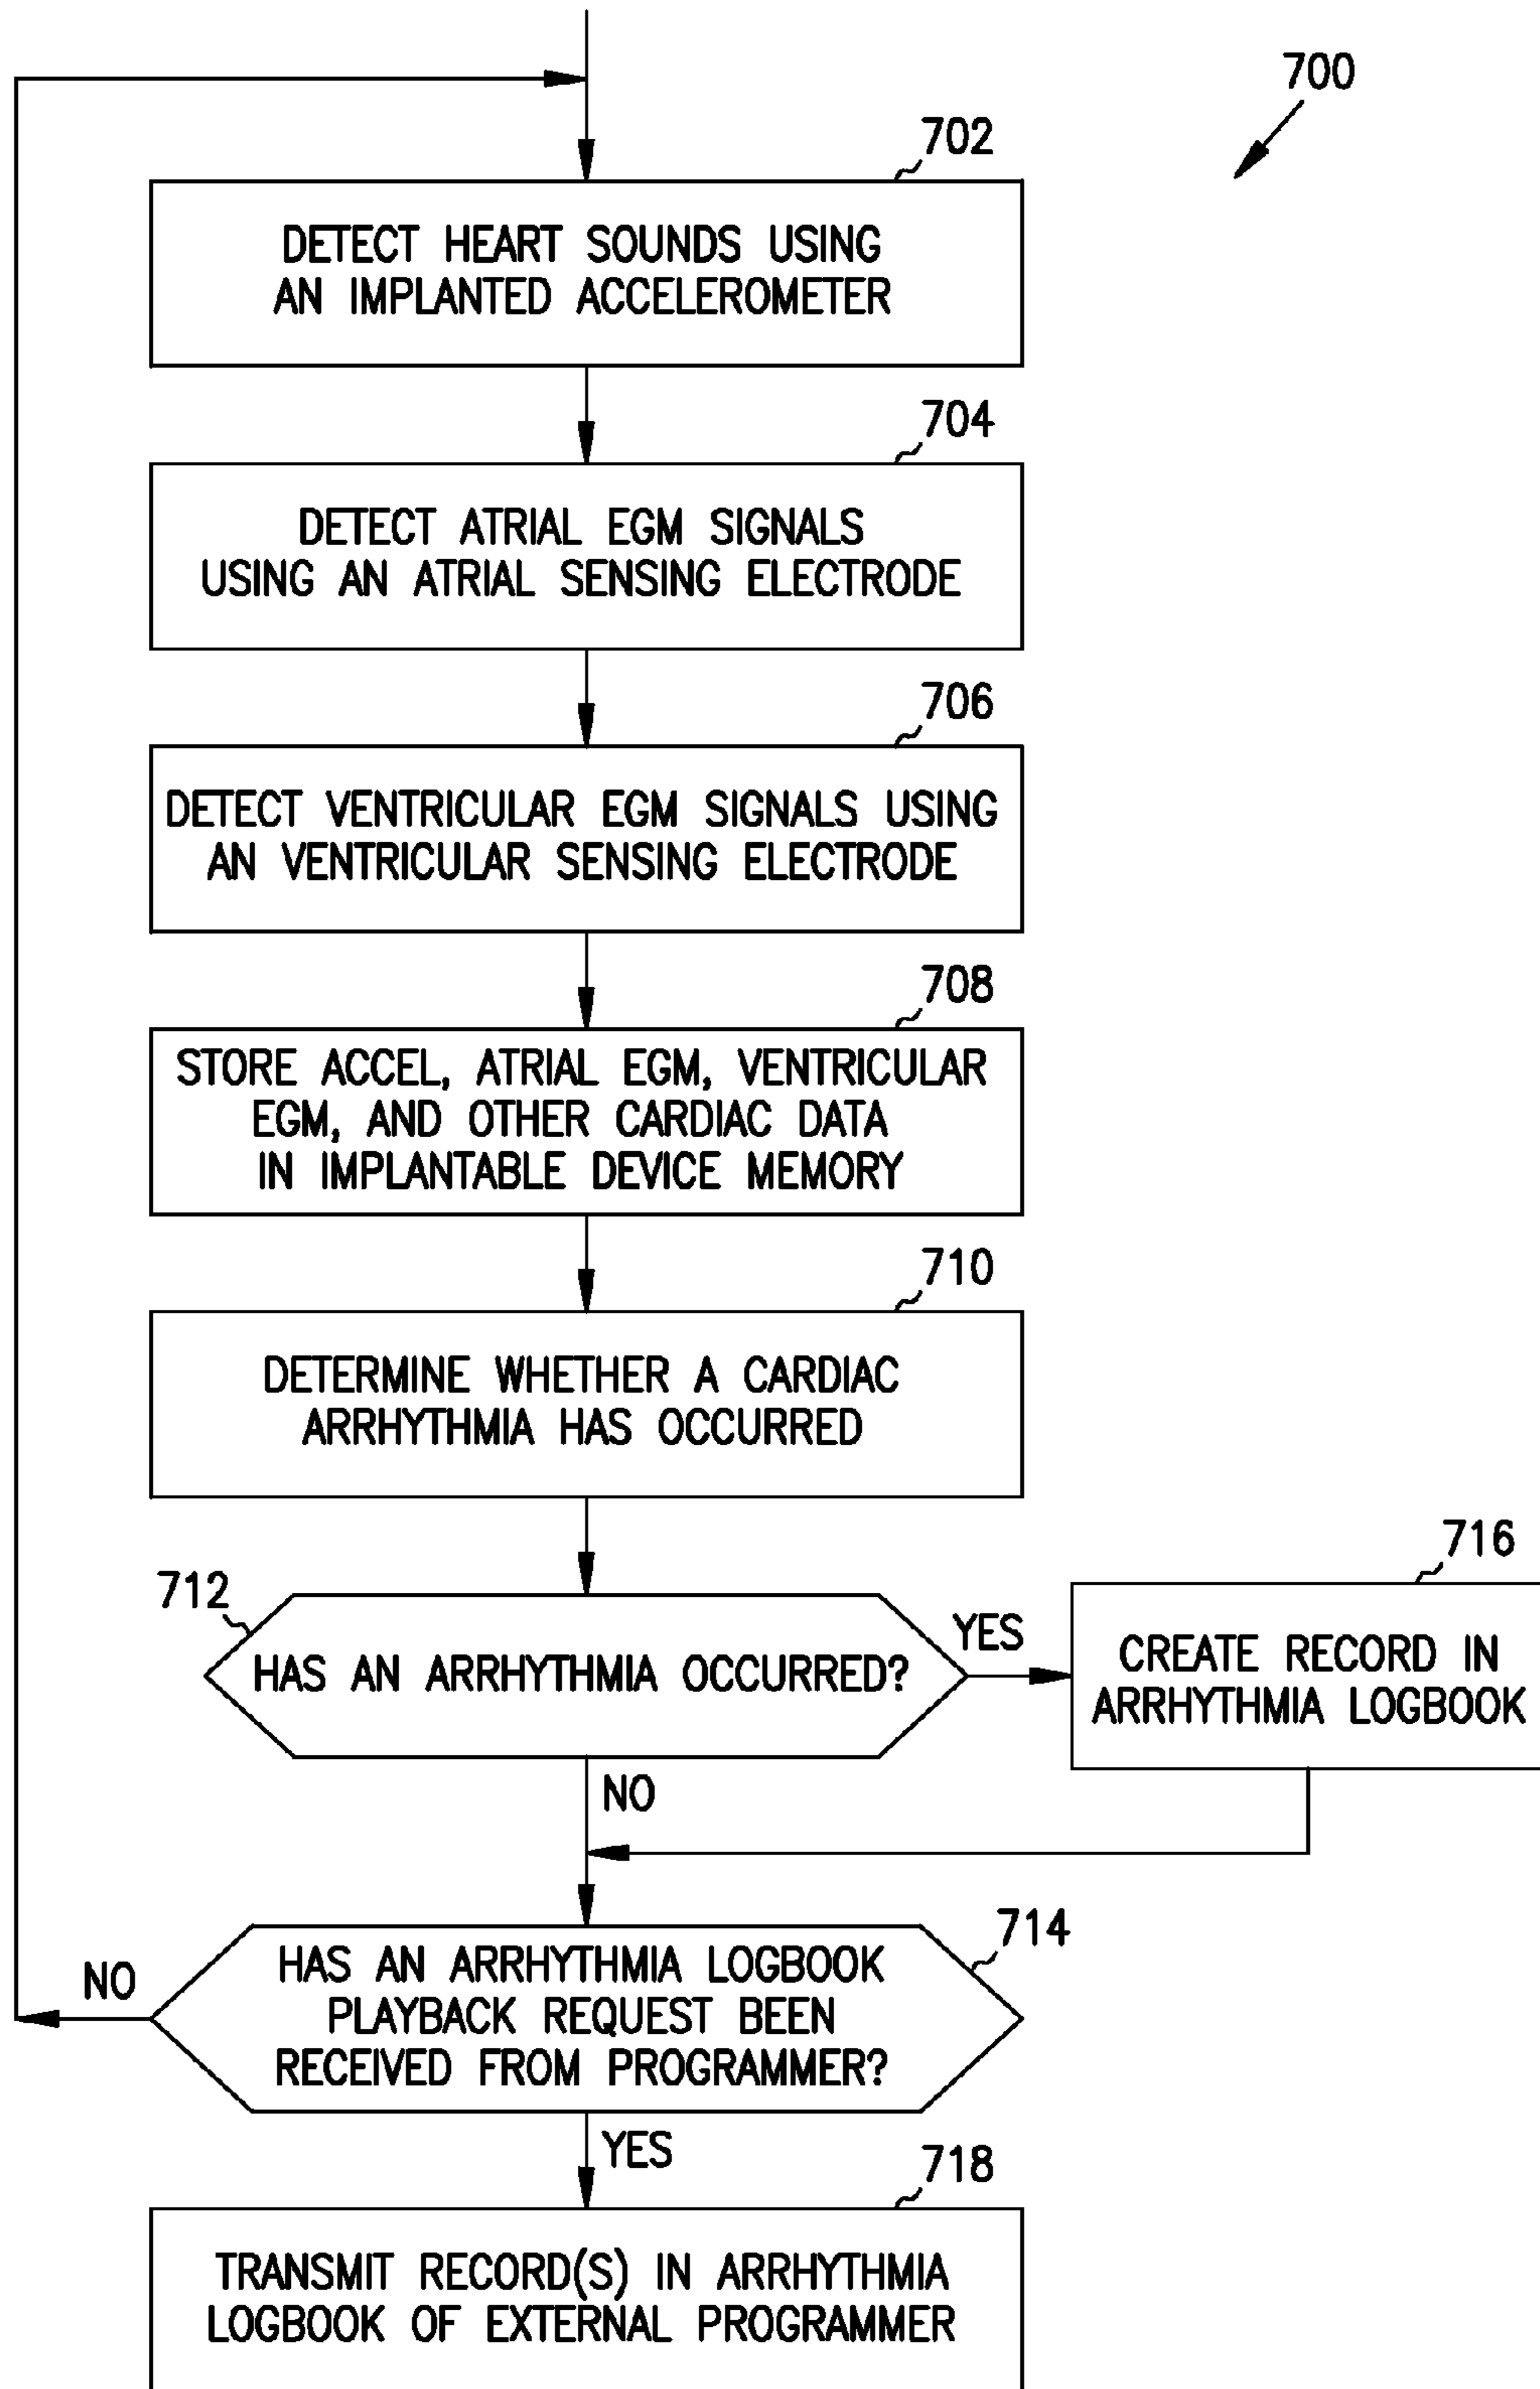 700
702
DETECT HEART SOUNDS USING
AN IMPLANTED ACCELEROMETER
704
DETECT ATRIAL EGM SIGNALS
USING AN ATRIAL SENSING ELECTRODE
706
DETECT VENTRICULAR EGM SIGNALS USING
AN VENTRICULAR SENSING ELECTRODE
708
STORE ACCEL, ATRIAL EGM, VENTRICULAR
EGM, AND OTHER CARDIAC DATA
IN IMPLANTABLE DEVICE MEMORY
710
DETERMINE WHETHER A CARDIAC
ARRHYTHMIA HAS OCCURRED
712
HAS AN ARRHYTHMIA OCCURRED?
YES
716
CREATE RECORD IN
ARRHYTHMIA LOGBOOK
NO
714
HAS AN ARRHYTHMIA LOGBOOK
PLAYBACK REQUEST BEEN
RECEIVED FROM PROGRAMMER?
NO
YES
718
TRANSMIT RECORD(S) IN ARRHYTHMIA
LOGBOOK OF EXTERNAL PROGRAMMER